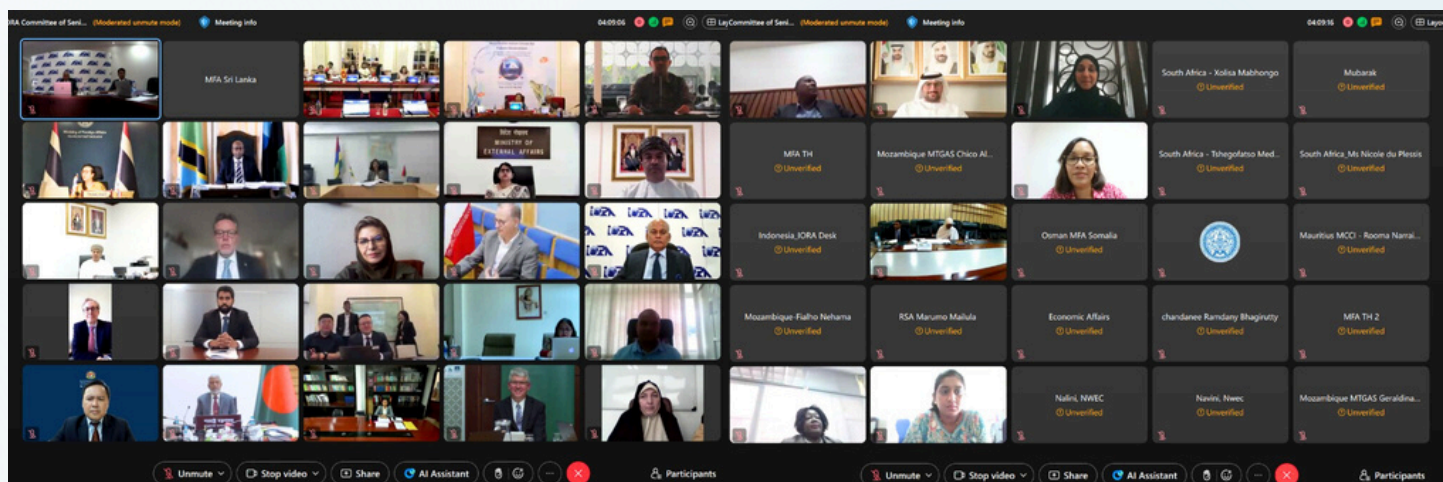 ORA Committee of Seni... (Moderated unmute mode) Meeting info
04:09:06
LayCommittee of Seni... (Moderated unmute mode) Meeting info
04:09:16
Layou
MFA Sri Lanka
South Africa - Xolisa Mabhongo
Unverified
Mubarak
Unverified
विदेश मंत्रालय
MINISTRY OF
EXTERNAL AFFAIRS
MFA TH
Unverified
Mozambique MTGAS Chico Al...
Unverified
South Africa - Tshegofatso Med...
Unverified
South Africa_Ms Nicole du Plessis
Unverified
IORA
Indonesia_IORA Desk
Unverified
Osman MFA Somalia
Unverified
Mauritius MCCI - Rooma Narrai...
Unverified
Mozambique-Fialho Nehama
Unverified
RSA Marumo Mailula
Unverified
Economic Affairs
Unverified
chandanee Ramdany Bhagirutty
Unverified
MFA TH 2
Unverified
Nalini, NWEC
Unverified
Navini, Nwec
Unverified
Mozambique MTGAS Geraldina...
Unverified
Unmute Stop video Share AI Assistant Participants
Unmute Stop video Share AI Assistant Participants